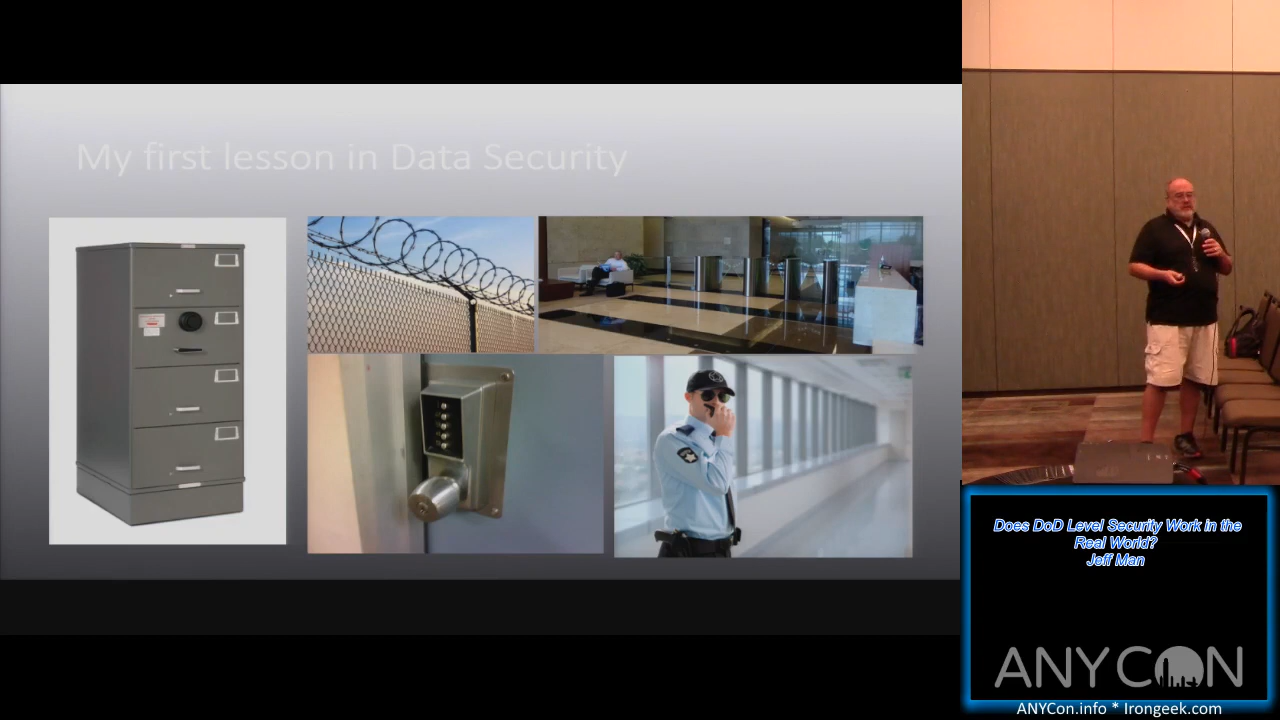 My first lesson in Data Security
Does DoD Level Security Work in the
Real World?
Jeff Man
ANYCON
ANYCon.info * Irongeek.com